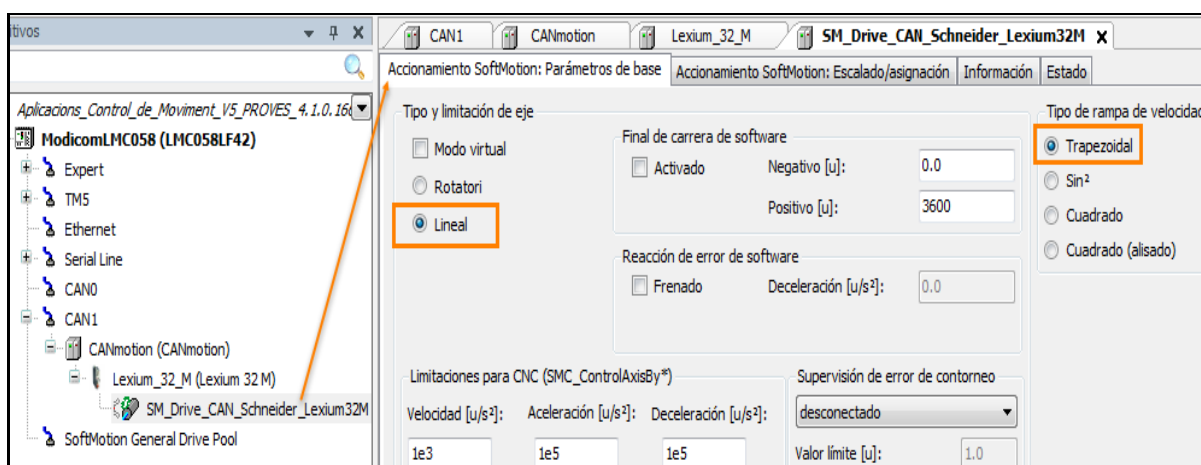 itivos
Aplicacions_Control_de_Moviment_V5_PROVES_4.1.0.16
ModicomLMC058 (LMC058LF42)
Expert
TM5
Ethernet
Serial Line
CAN0
CAN1
CANmotion (CANmotion)
Lexium_32_M (Lexium 32 M)
SM_Drive_CAN_Schneider_Lexium32M
SoftMotion General Drive Pool
CAN1 CANmotion Lexium_32_M SM_Drive_CAN_Schneider_Lexium32M X
Accionamiento SoftMotion: Parámetros de base Accionamiento SoftMotion: Escalado/asignación Información Estado
Tipo y limitación de eje
Modo virtual
Rotatori
Lineal
Final de carrera de software
Activado Negativo [u]: 0.0
Positivo [u]: 3600
Reacción de error de software
Frenado Deceleración [u/s²]: 0.0
Tipo de rampa de velocidad
Trapezoidal
Sin²
Cuadrado
Cuadrado (alisado)
Limitaciones para CNC (SMC_ControlAxisBy*)
Velocidad [u/s²]: Aceleración [u/s²]: Deceleración [u/s²]:
1e3 1e5 1e5
Supervisión de error de contorneo
desconectado
Valor límite [u]: 1.0